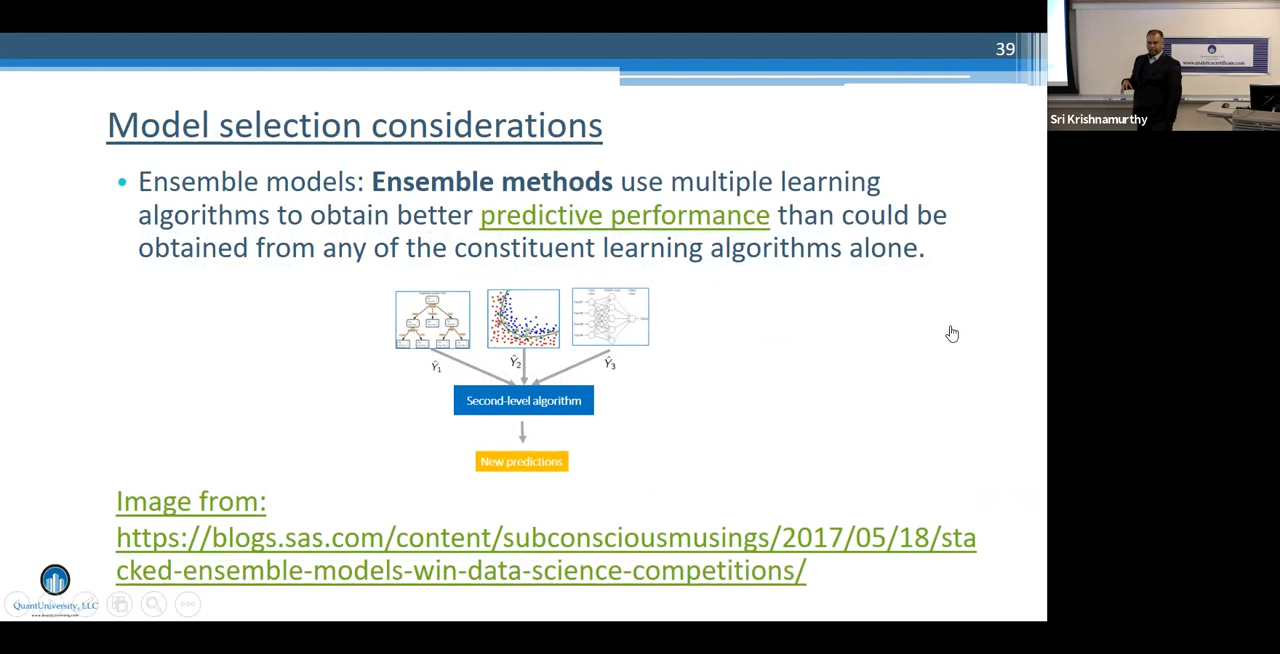 39
Model selection considerations
• Ensemble models: Ensemble methods use multiple learning
algorithms to obtain better predictive performance than could be
obtained from any of the constituent learning algorithms alone.
Ŷ1
Ŷ2
Ŷ3
Second-level algorithm
New predictions
Image from:
https://blogs.sas.com/content/subconsciousmusings/2017/05/18/sta
cked-ensemble-models-win-data-science-competitions/
QuantUniversity, LLC
www.analyticscertificate.com
Sri Krishnamurthy